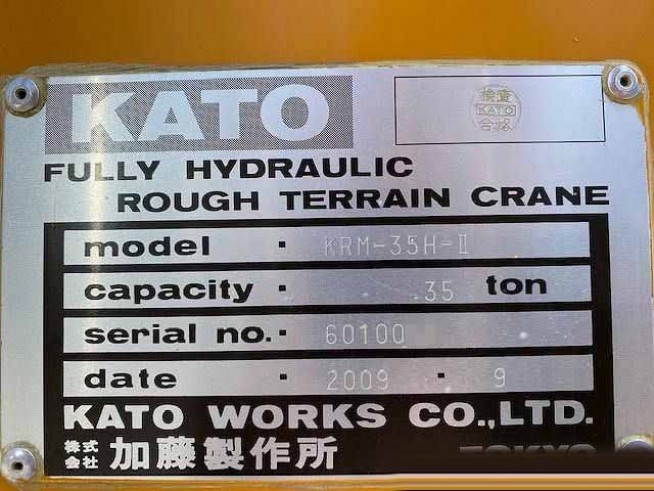 KATO
検査
KATO
合格
FULLY HYDRAULIC
ROUGH TERRAIN CRANE
model · KRM-35H-II
capacity · 35 ton
serial no. · 60100
date · 2009 · 9
KATO WORKS CO.,LTD.
株式会社 加藤製作所 TOKYO